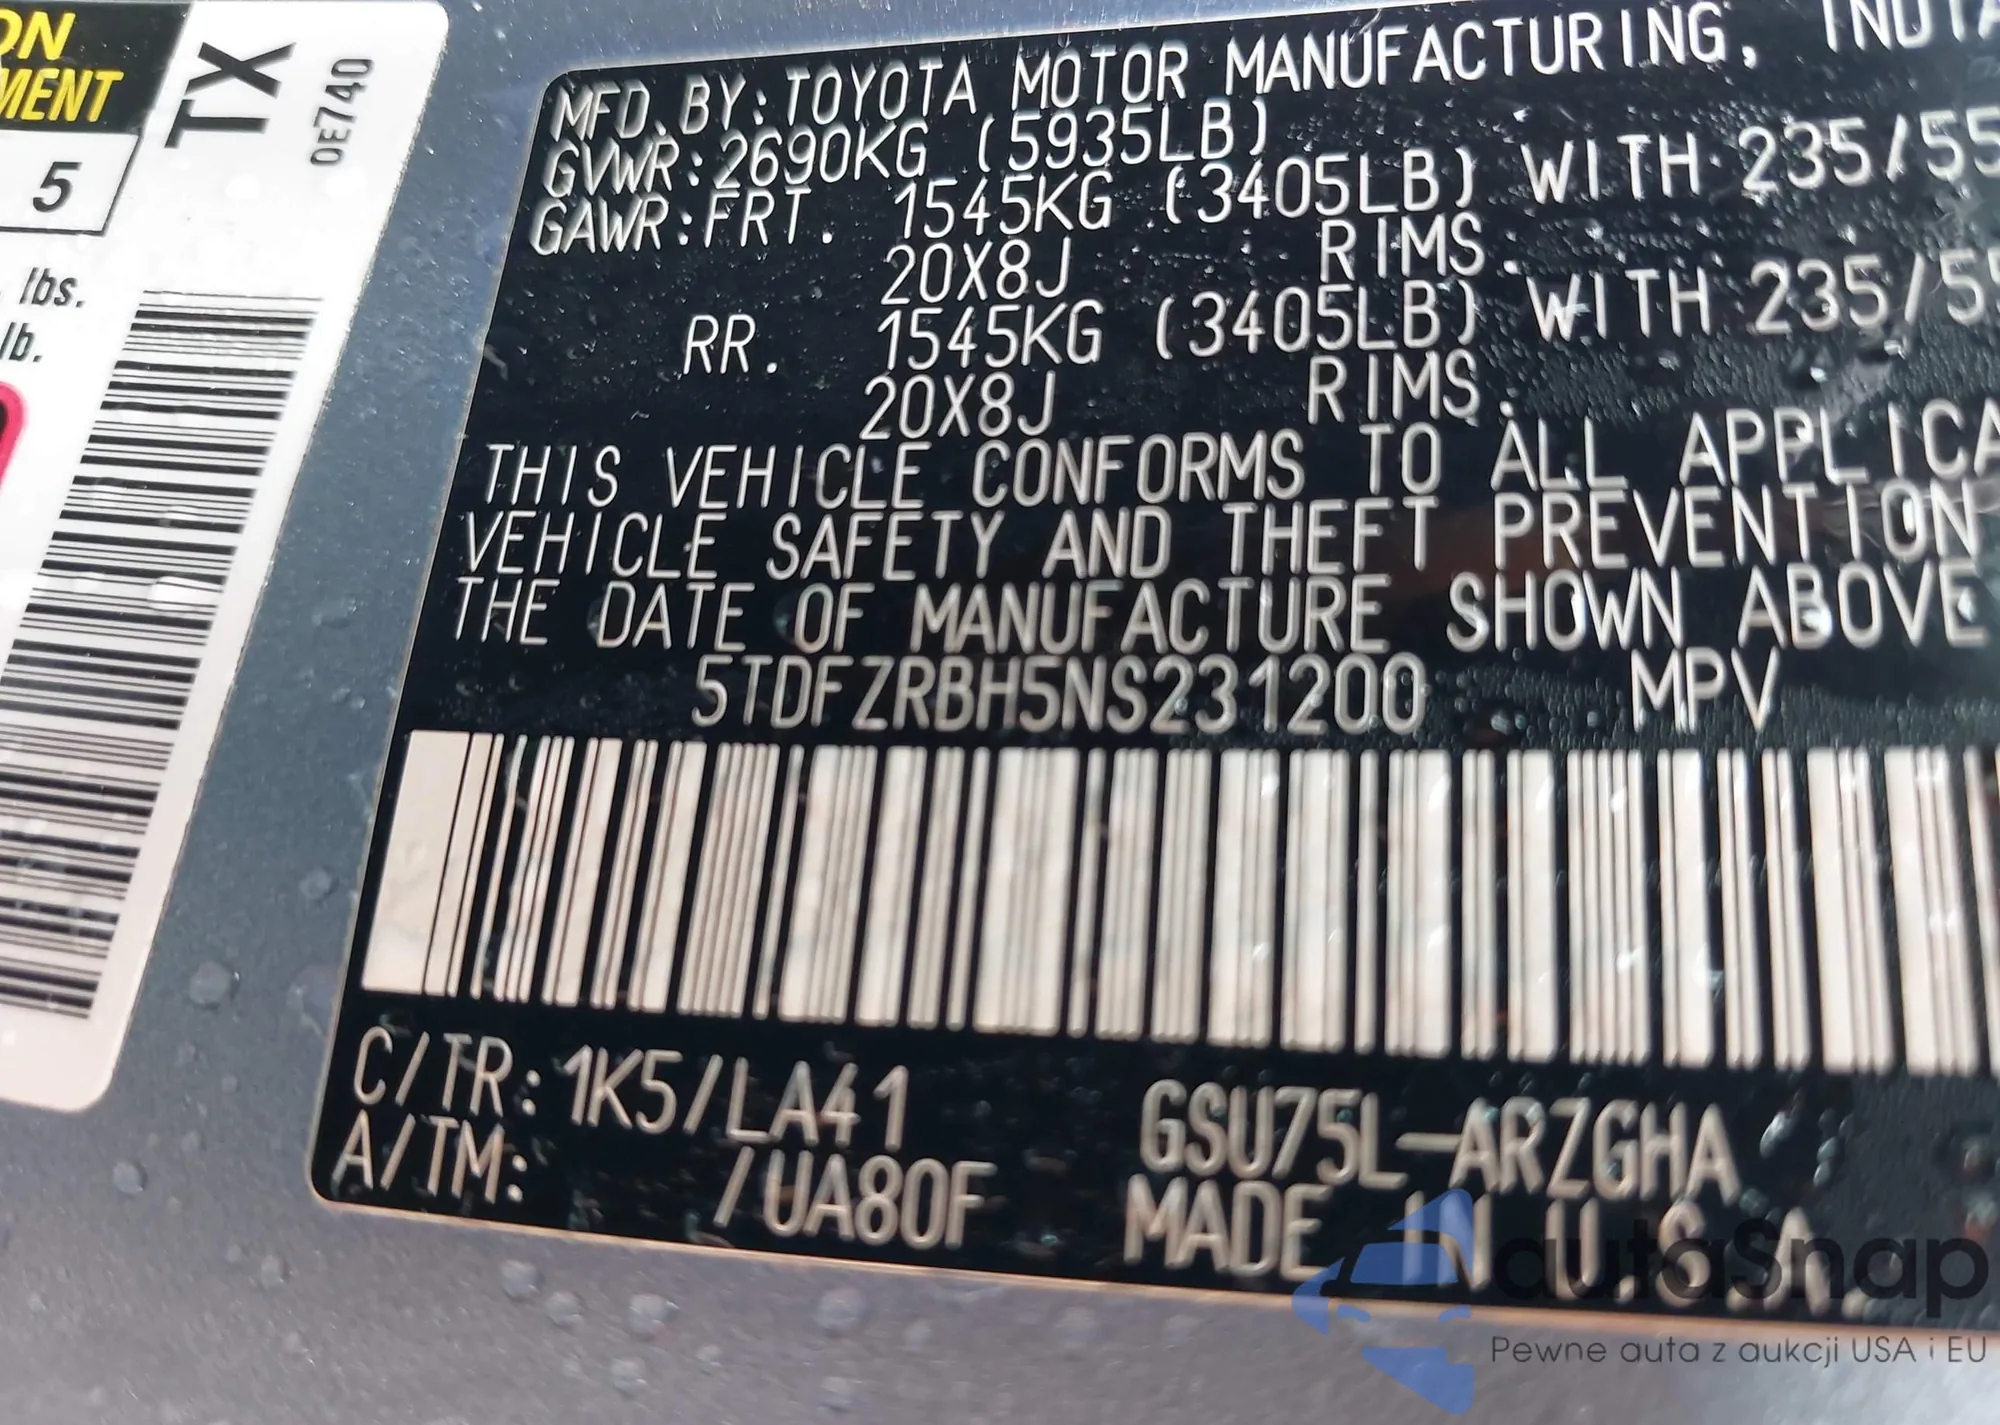 ON
MENT
5
lbs.
lb.
TX
0E740
MFD. BY: TOYOTA MOTOR MANUFACTURING, INDIA
GVWR: 2690KG (5935LB)
GAWR: FRT. 1545KG (3405LB) WITH 235/55
20X8J RIMS.
RR. 1545KG (3405LB) WITH 235/55
20X8J RIMS.
THIS VEHICLE CONFORMS TO ALL APPLICA
VEHICLE SAFETY AND THEFT PREVENTION
THE DATE OF MANUFACTURE SHOWN ABOVE
5TDFZRBH5NS231200 MPV
C/TR: 1K5/LA41 GSU75L-ARZGHA
A/TM: /UA80F MADE IN U.S.A.
autoSnap
Pewne auta z aukcji USA i EU